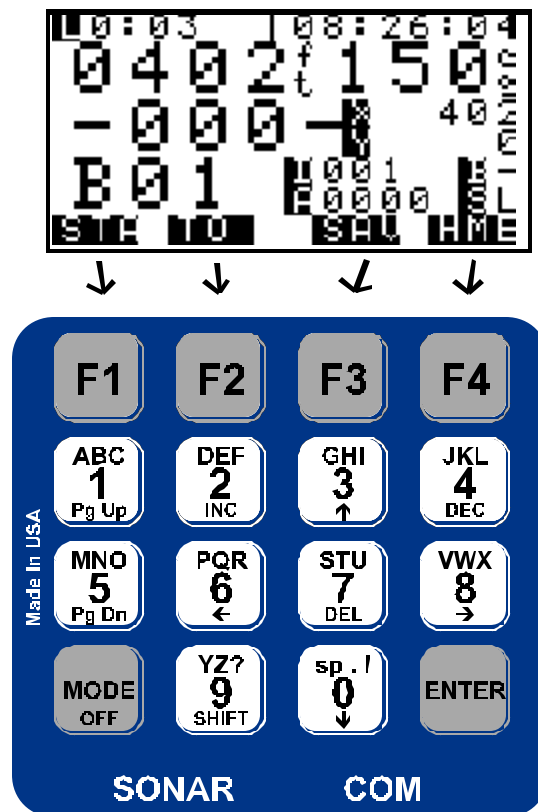 0:03 08:26:04
0402 ft 150
-000- 402
B01 001
0000
STA TO SAV HME
F1 F2 F3 F4
ABC DEF GHI JKL
1 2 3 4
Pg Up INC ↑ DEC
MNO PQR STU VWX
5 6 7 8
Pg Dn ← DEL →
YZ? sp . /
MODE 9 0 ENTER
OFF SHIFT ↓
Made In USA
SONAR COM